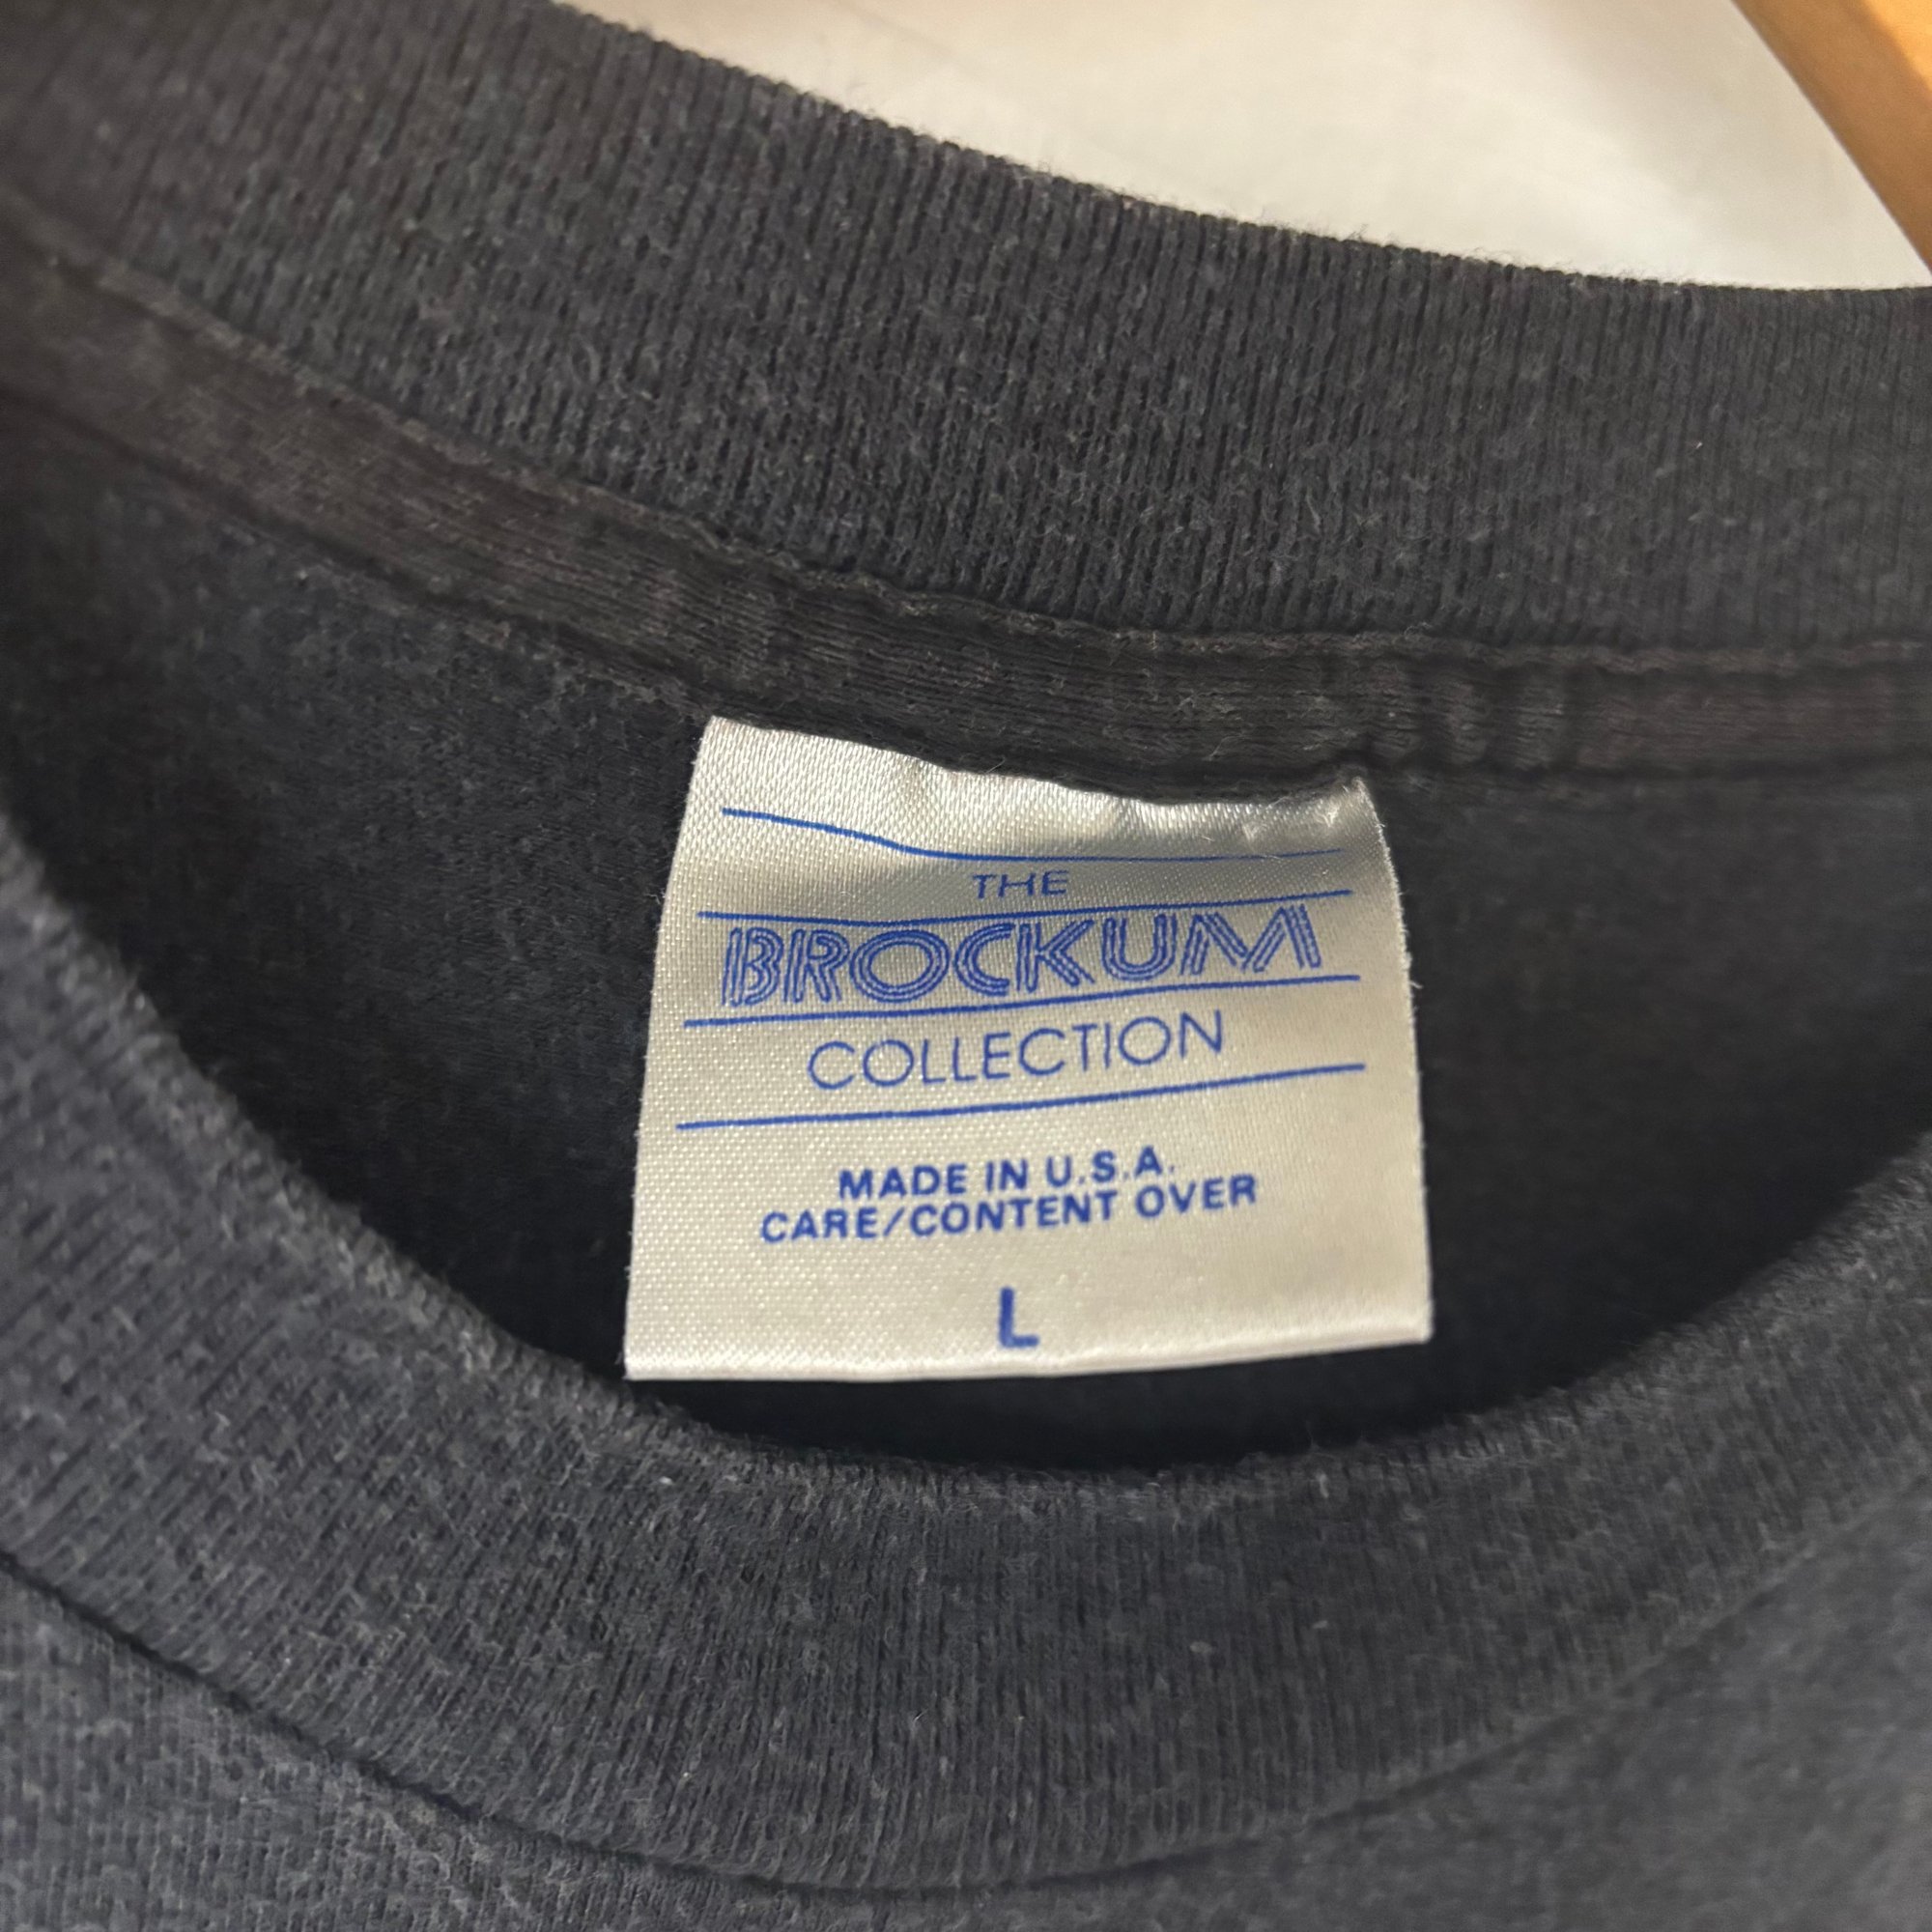 THE
BROCKUM
COLLECTION
MADE IN U.S.A.
CARE/CONTENT OVER
L